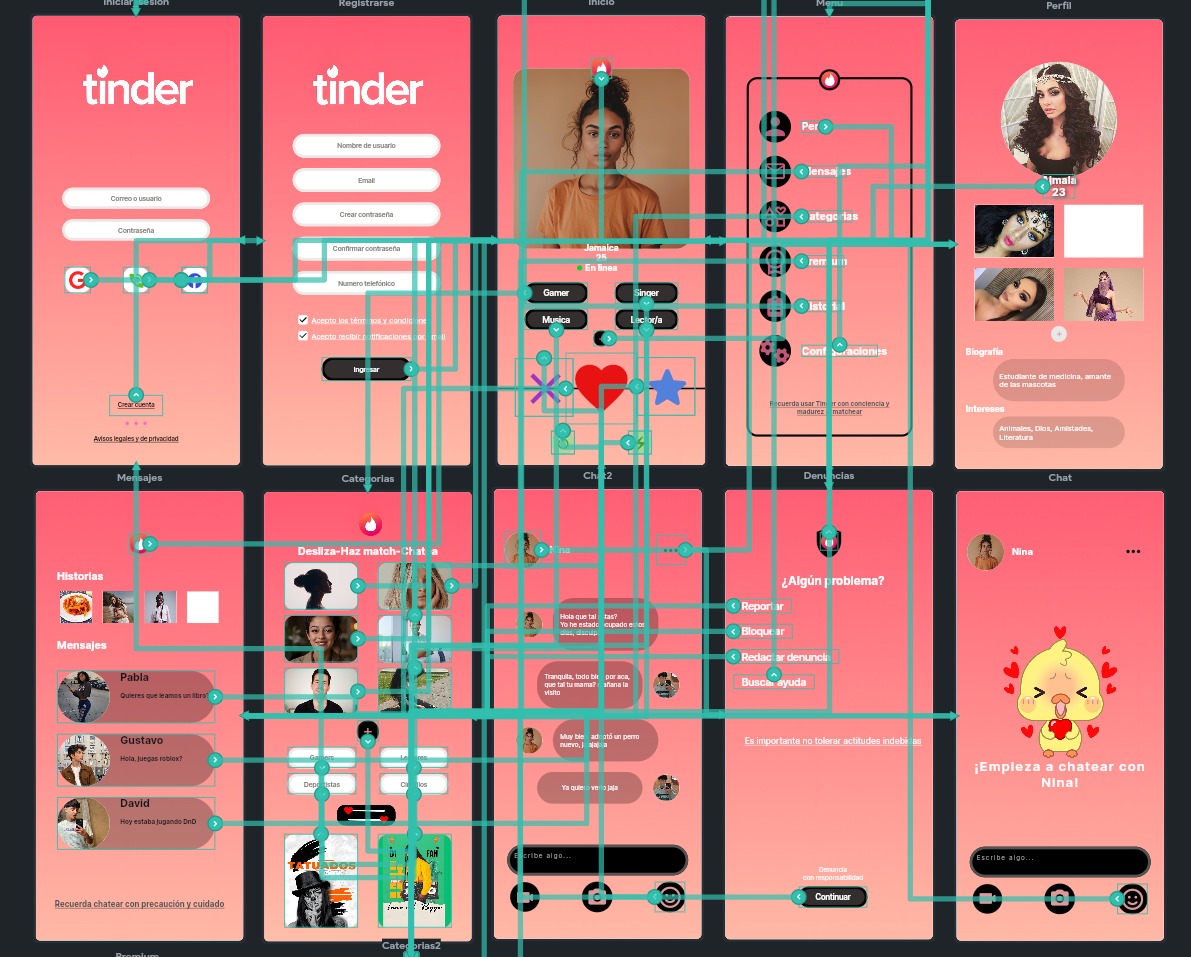 Iniciar sesión
Registrarse
Inicio
Menu
Perfil
tinder
Correo o usuario
Contraseña
Crear cuenta
Avisos legales y de privacidad
tinder
Nombre de usuario
Email
Crear contraseña
Confirmar contraseña
Numero telefónico
Acepto los términos y condicione
Acepto recibir notificaciones por email
Ingresar
Jamaica
25
En linea
Gamer
Singer
Musica
Lector/a
Mensajes
Categorias
Premium
Historial
Configuraciones
Recuerda usar Tinder con conciencia y
madurez al matchear
Ajmala
23
Biografía
Estudiante de medicina, amante
de las mascotas
Intereses
Animales, Dios, Amistades,
Literatura
Mensajes
Categorias
Chat2
Denuncias
Chat
Historias
Mensajes
Pabla
Quieres que leamos un libro?
Gustavo
Hola, juegas roblox?
David
Hoy estaba jugando DnD
Recuerda chatear con precaución y cuidado
Premium
Desliza-Haz match-Chatea
Gamers
Lectores
Deportistas
TATUADOS
FAN
Categorias2
Nina
Hola que tal estas?
Yo he estado ocupado estos
dias, disculpa
Tranquila, todo bien por aca,
que tal tu mama? mañana la
visito
Muy bien, adoptó un perro
nuevo, jajajajja
Ya quiero verlo jaja
Escribe algo...
¿Algún problema?
Reportar
Bloquear
Redactar denuncia
Buscar ayuda
Es importante no tolerar actitudes indebidas
Denuncia
con responsabilidad
Continuar
Nina
¡Empieza a chatear con
Nina!
Escribe algo...